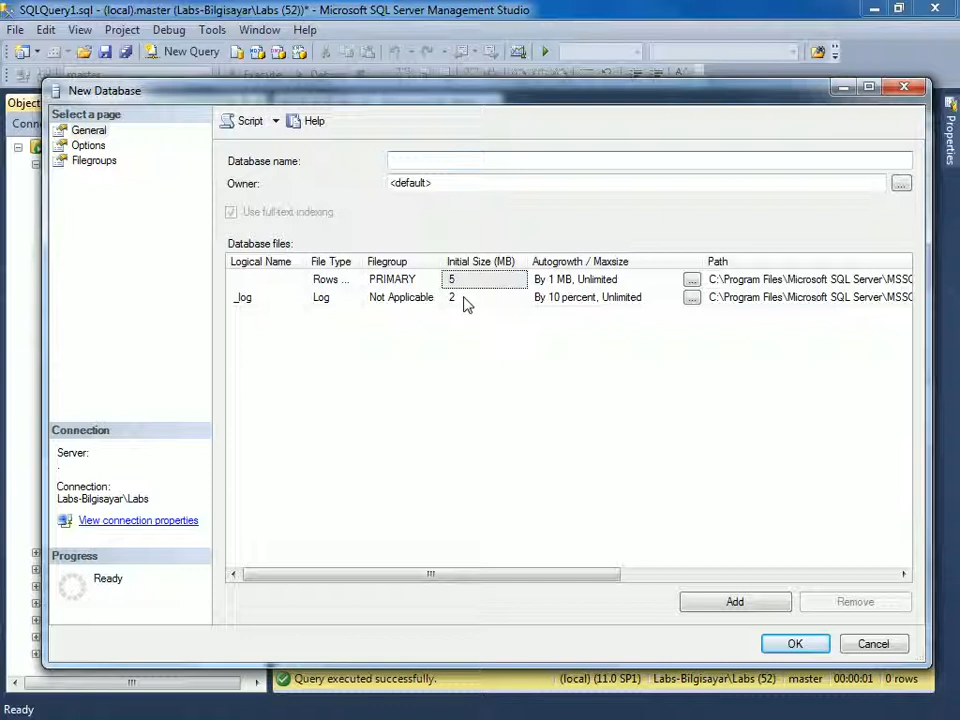 SQLQuery1.sql - (local).master (Labs-Bilgisayar\Labs (52))* - Microsoft SQL Server Management Studio
File Edit View Project Debug Tools Window Help
New Query
master
New Database
Select a page
General
Options
Filegroups
Script Help
Database name:
Owner: <default> ...
Use full-text indexing
Database files:
Logical Name File Type Filegroup Initial Size (MB) Autogrowth / Maxsize Path
Rows ... PRIMARY 5 By 1 MB, Unlimited ... C:\Program Files\Microsoft SQL Server\MSSC
_log Log Not Applicable 2 By 10 percent, Unlimited ... C:\Program Files\Microsoft SQL Server\MSSC
Connection
Server:
.
Connection:
Labs-Bilgisayar\Labs
View connection properties
Progress
Ready
Add Remove
OK Cancel
Properties
Query executed successfully. (local) (11.0 SP1) Labs-Bilgisayar\Labs (52) master 00:00:01 0 rows
Ready